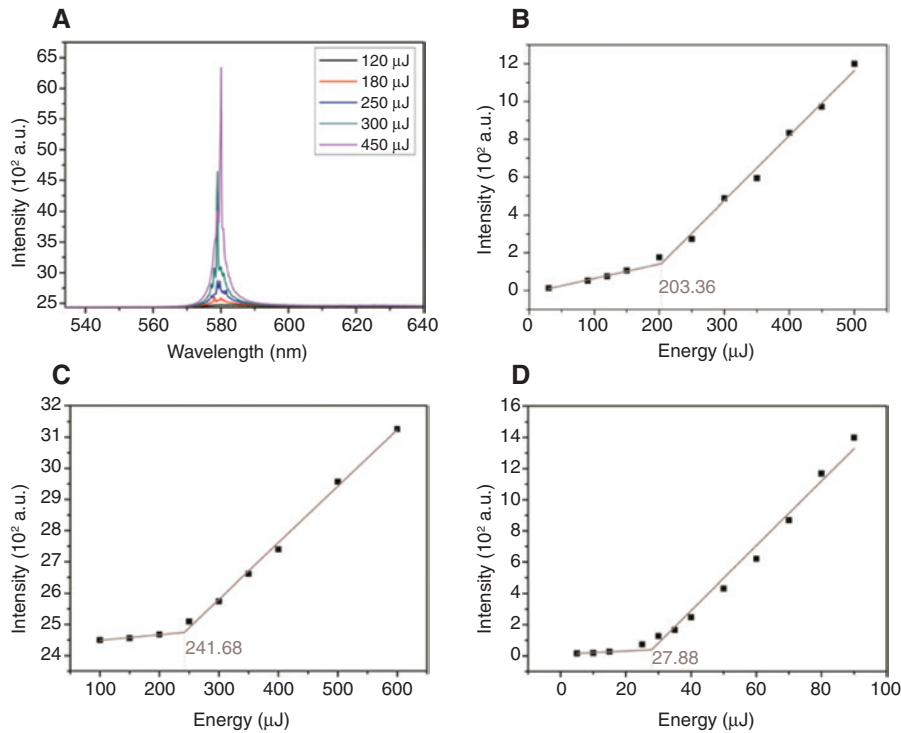 A
65
60
55
50
45
40
35
30
25
Intensity (10² a.u.)
120 μJ
180 μJ
250 μJ
300 μJ
450 μJ
540 560 580 600 620 640
Wavelength (nm)
B
12
10
8
6
4
2
0
Intensity (10² a.u.)
203.36
0 100 200 300 400 500
Energy (μJ)
C
32
31
30
29
28
27
26
25
24
Intensity (10² a.u.)
241.68
100 200 300 400 500 600
Energy (μJ)
D
16
14
12
10
8
6
4
2
0
Intensity (10² a.u.)
27.88
0 20 40 60 80 100
Energy (μJ)